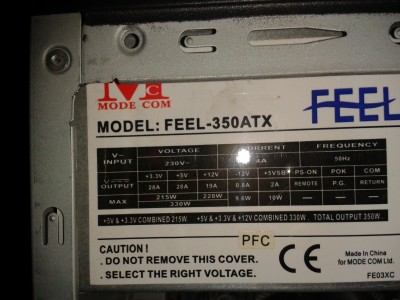 MC
MODE COM
FEEL
MODEL: FEEL-350ATX
V~ INPUT VOLTAGE CURRENT FREQUENCY
230V~ 4A 50Hz
V OUTPUT +3.3V +5V +12V -12V +5VSB PS-ON POK COM
28A 28A 19A 0.8A 2A REMOTE P.G. RETURN
MAX 215W 228W 9.6W 10W
330W
+5V & +3.3V COMBINED 215W. +5V & +3.3V & +12V COMBINED 330W. TOTAL OUTPUT 350W
PFC
CAUTION !
. DO NOT REMOVE THIS COVER.
. SELECT THE RIGHT VOLTAGE.
CE
Made In China
for MODE COM Ltd.
FE03XC